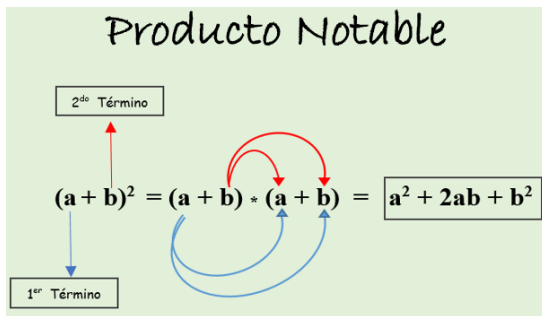 Producto Notable
2do Término
(a + b)² = (a + b) * (a + b) = a² + 2ab + b²
1er Término